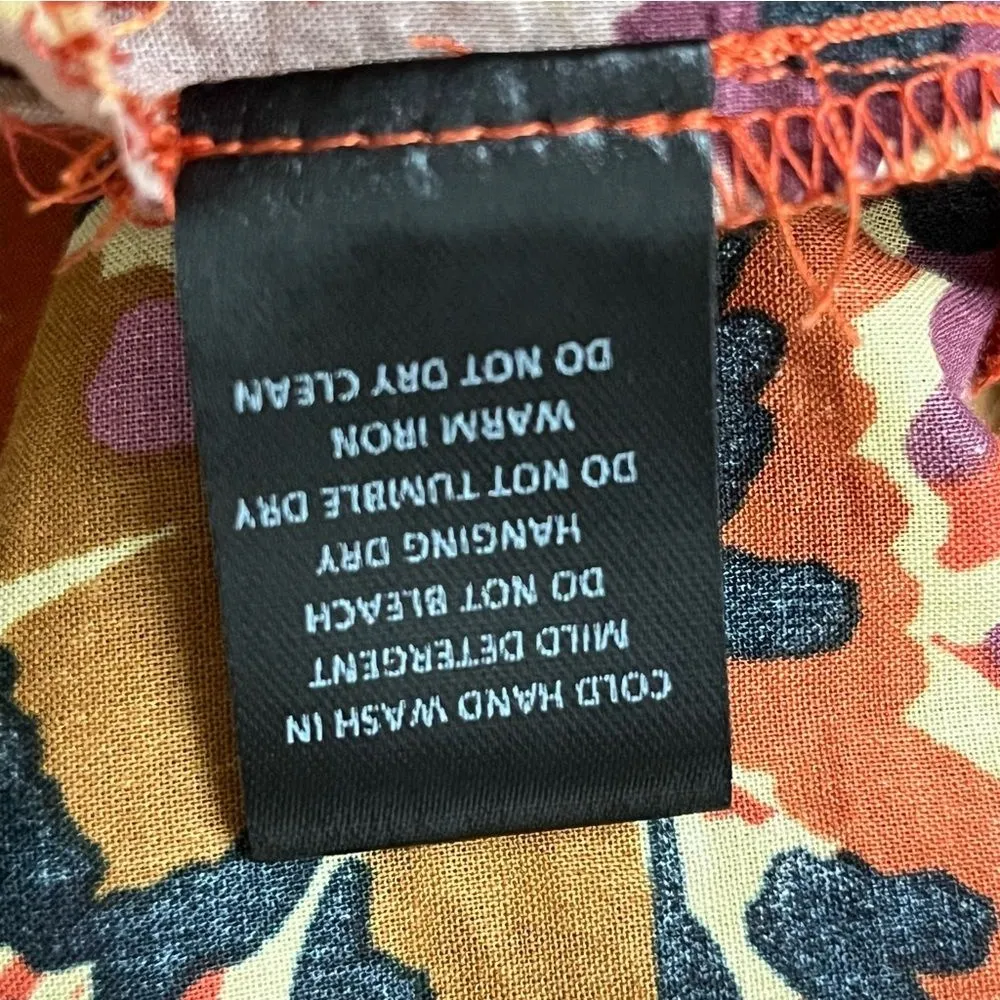 COLD HAND WASH IN
MILD DETERGENT
DO NOT BLEACH
HANGING DRY
DO NOT TUMBLE DRY
WARM IRON
DO NOT DRY CLEAN